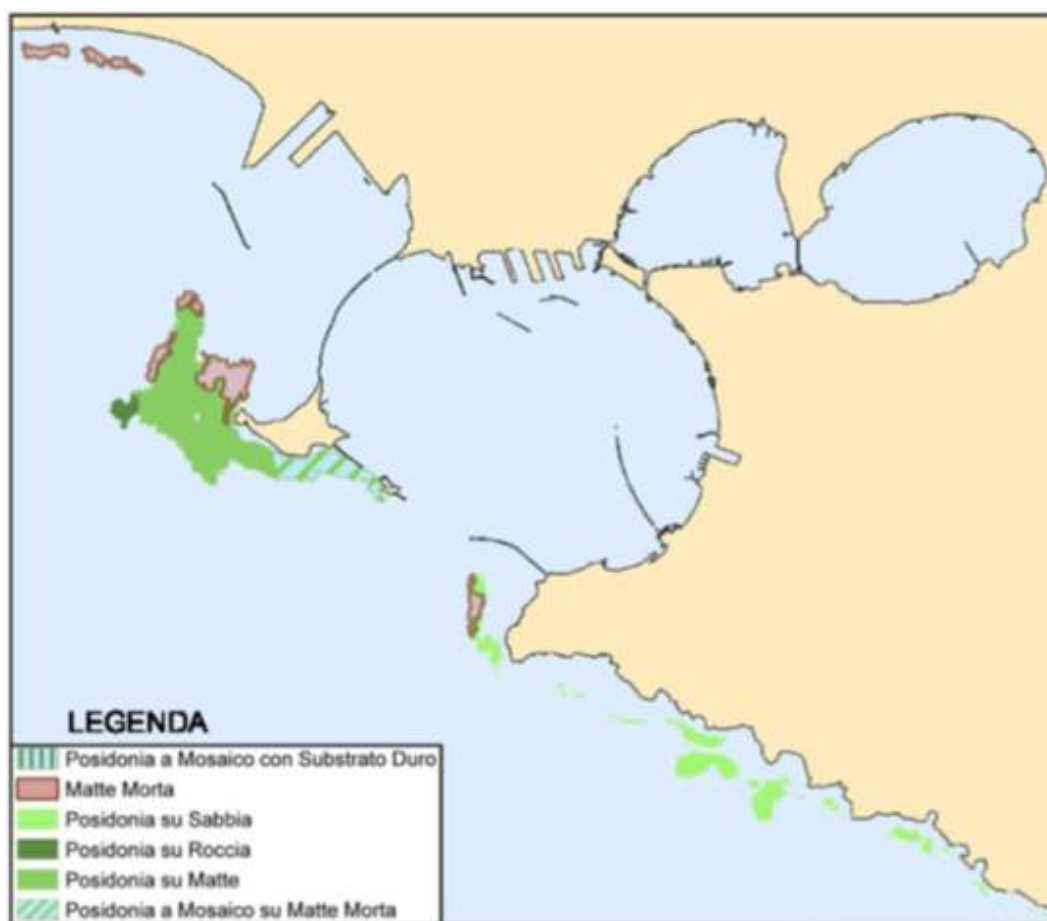 LEGENDA
Posidonia a Mosaico con Substrato Duro
Matte Morta
Posidonia su Sabbia
Posidonia su Roccia
Posidonia su Matte
Posidonia a Mosaico su Matte Morta